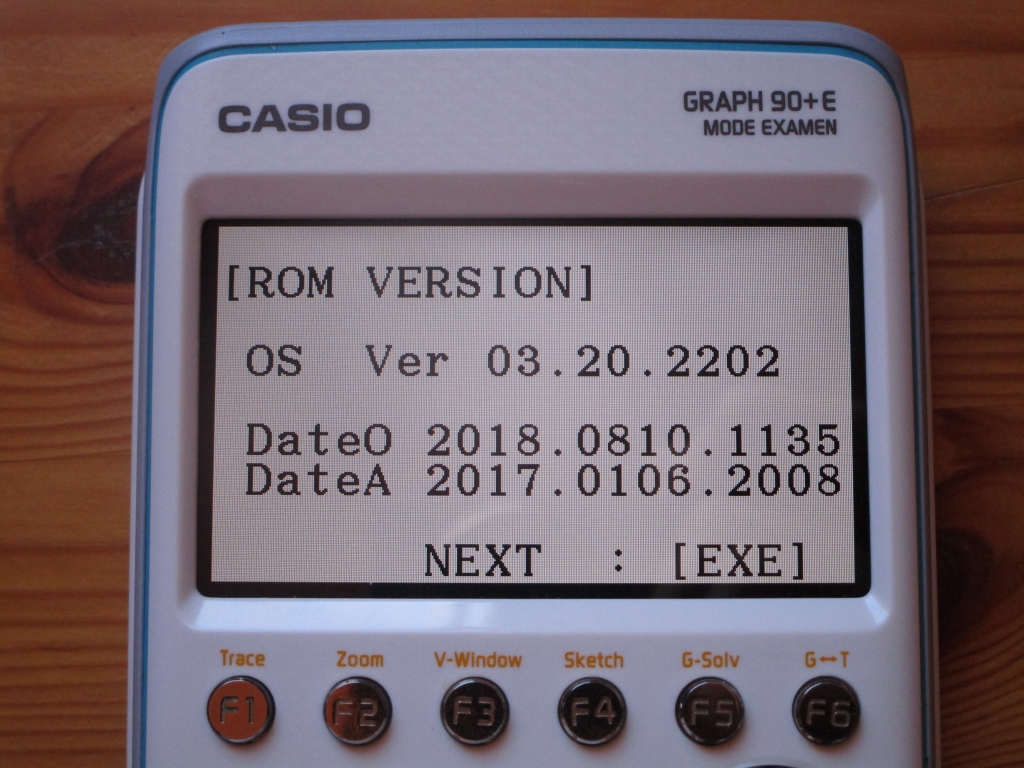 CASIO
GRAPH 90+E
MODE EXAMEN
[ROM VERSION]
OS Ver 03.20.2202
DateO 2018.0810.1135
DateA 2017.0106.2008
NEXT : [EXE]
Trace Zoom V-Window Sketch G-Solv G↔T
F1 F2 F3 F4 F5 F6